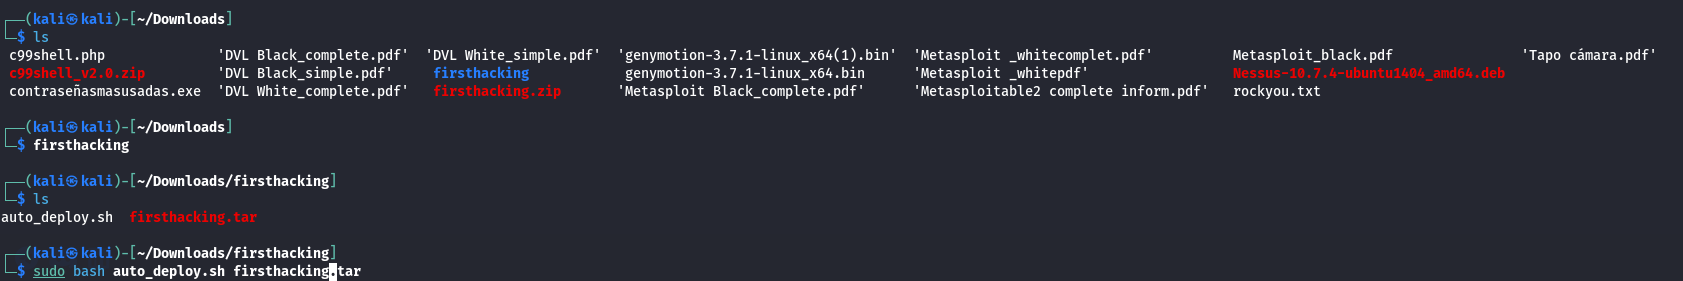 ┌──(kali㉿kali)-[~/Downloads]
└─$ ls
c99shell.php 'DVL Black_complete.pdf' 'DVL White_simple.pdf' 'genymotion-3.7.1-linux_x64(1).bin' 'Metasploit _whitecomplet.pdf' Metasploit_black.pdf 'Tapo cámara.pdf'
c99shell_v2.0.zip 'DVL Black_simple.pdf' firsthacking genymotion-3.7.1-linux_x64.bin 'Metasploit _whitepdf' Nessus-10.7.4-ubuntu1404_amd64.deb
contraseñasmasusadas.exe 'DVL White_complete.pdf' firsthacking.zip 'Metasploit Black_complete.pdf' 'Metasploitable2 complete inform.pdf' rockyou.txt
┌──(kali㉿kali)-[~/Downloads]
└─$ firsthacking
┌──(kali㉿kali)-[~/Downloads/firsthacking]
└─$ ls
auto_deploy.sh firsthacking.tar
┌──(kali㉿kali)-[~/Downloads/firsthacking]
└─$ sudo bash auto_deploy.sh firsthacking.tar